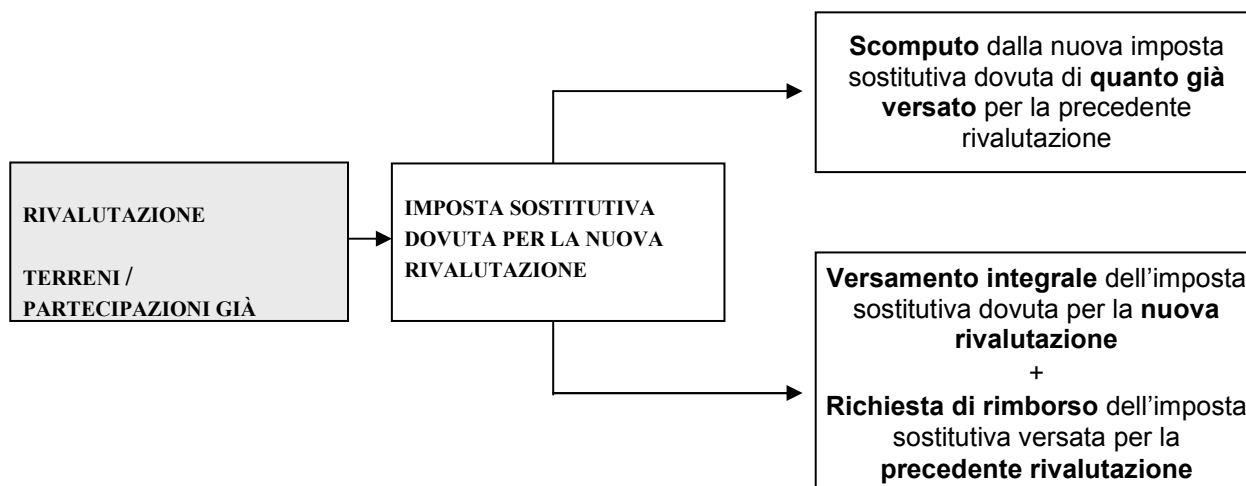 RIVALUTAZIONE
TERRENI /
PARTECIPAZIONI GIÀ
IMPOSTA SOSTITUTIVA
DOVUTA PER LA NUOVA
RIVALUTAZIONE
Scomputo dalla nuova imposta
sostitutiva dovuta di quanto già
versato per la precedente
rivalutazione
Versamento integrale dell’imposta
sostitutiva dovuta per la nuova
rivalutazione
+
Richiesta di rimborso dell’imposta
sostitutiva versata per la
precedente rivalutazione